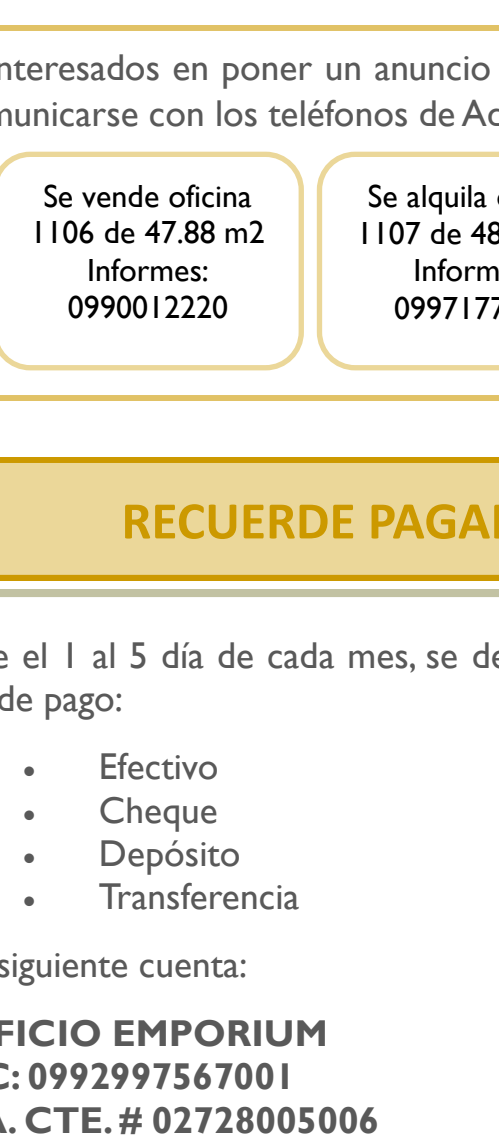 nteresados en poner un anuncio
municarse con los teléfonos de
Se vende oficina
1106 de 47.88 m2
Informes:
0990012220
Se alquila
1107 de 48
Inform
099717
RECUERDE PAGA
e el 1 al 5 día de cada mes, se de
de pago:
• Efectivo
• Cheque
• Depósito
• Transferencia
siguiente cuenta:
FICIO EMPORIUM
C: 0992997567001
A. CTE. # 02728005006